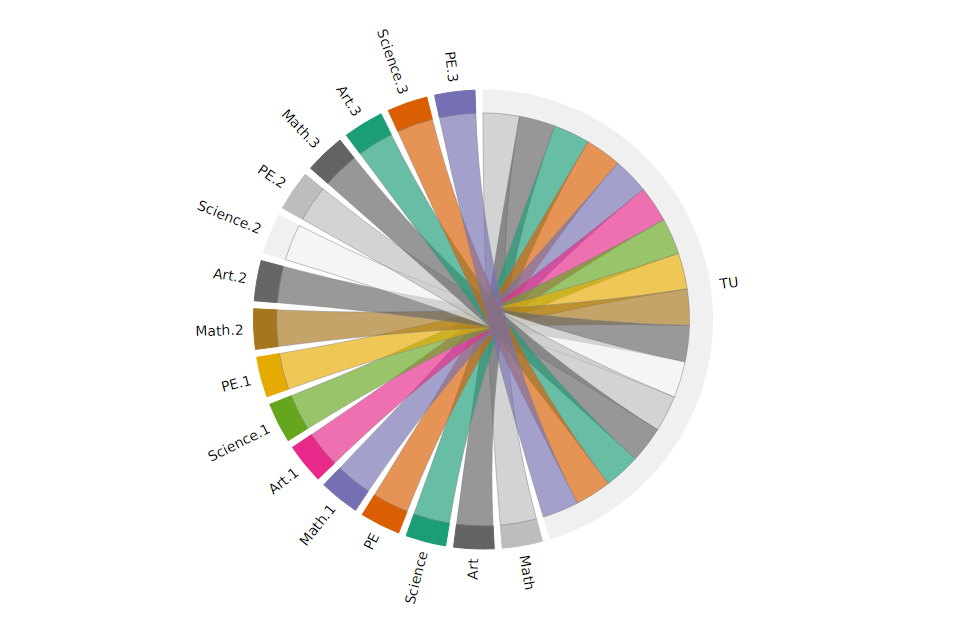 PE.3
Science.3
Art.3
Math.3
PE.2
Science.2
Art.2
Math.2
PE.1
Science.1
Art.1
Math.1
PE
Science
Art
Math
TU